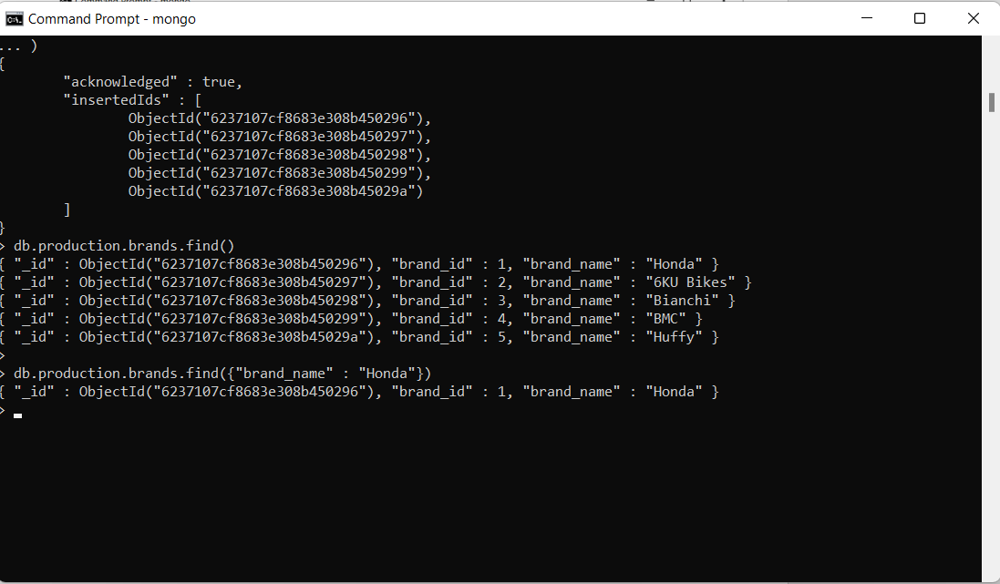 Command Prompt - mongo
... )
{
        "acknowledged" : true,
        "insertedIds" : [
                ObjectId("6237107cf8683e308b450296"),
                ObjectId("6237107cf8683e308b450297"),
                ObjectId("6237107cf8683e308b450298"),
                ObjectId("6237107cf8683e308b450299"),
                ObjectId("6237107cf8683e308b45029a")
        ]
}
> db.production.brands.find()
{ "_id" : ObjectId("6237107cf8683e308b450296"), "brand_id" : 1, "brand_name" : "Honda" }
{ "_id" : ObjectId("6237107cf8683e308b450297"), "brand_id" : 2, "brand_name" : "6KU Bikes" }
{ "_id" : ObjectId("6237107cf8683e308b450298"), "brand_id" : 3, "brand_name" : "Bianchi" }
{ "_id" : ObjectId("6237107cf8683e308b450299"), "brand_id" : 4, "brand_name" : "BMC" }
{ "_id" : ObjectId("6237107cf8683e308b45029a"), "brand_id" : 5, "brand_name" : "Huffy" }
>
> db.production.brands.find({"brand_name" : "Honda"})
{ "_id" : ObjectId("6237107cf8683e308b450296"), "brand_id" : 1, "brand_name" : "Honda" }
>